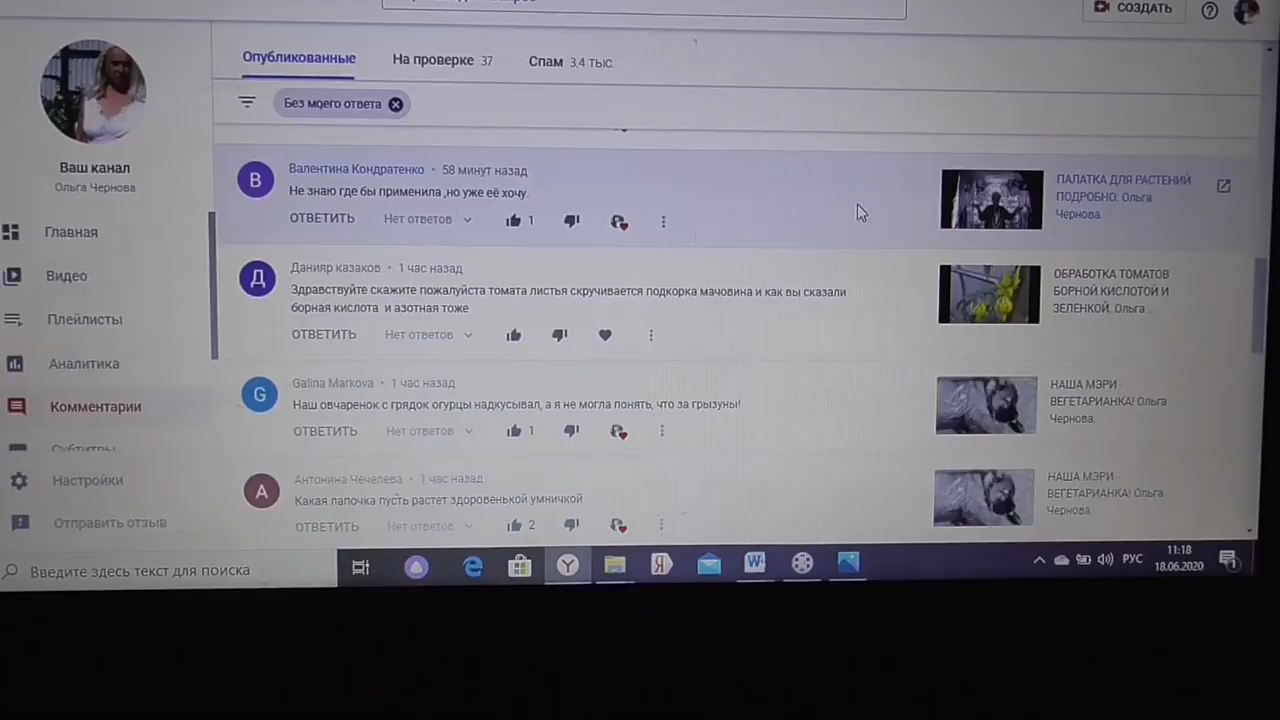 СОЗДАТЬ
Опубликованные
На проверке 37
Спам 3,4 тыс.
Без моего ответа
Ваш канал
Ольга Чернова
Главная
Видео
Плейлисты
Аналитика
Комментарии
Субтитры
Настройки
Отправить отзыв
В
Валентина Кондратенко • 58 минут назад
Не знаю где бы применила ,но уже её хочу.
ОТВЕТИТЬ Нет ответов 1
ПАЛАТКА ДЛЯ РАСТЕНИЙ
ПОДРОБНО. Ольга
Чернова.
Д
Данияр казаков • 1 час назад
Здравствуйте скажите пожалуйста томата листья скручивается подкорка мачовина и как вы сказали
борная кислота и азотная тоже
ОТВЕТИТЬ Нет ответов
ОБРАБОТКА ТОМАТОВ
БОРНОЙ КИСЛОТОЙ И
ЗЕЛЕНКОЙ. Ольга ...
G
Galina Markova • 1 час назад
Наш овчаренок с грядок огурцы надкусывал, а я не могла понять, что за грызуны!
ОТВЕТИТЬ Нет ответов 1
НАША МЭРИ -
ВЕГЕТАРИАНКА! Ольга
Чернова.
А
Антонина Чечелева • 1 час назад
Какая лапочка пусть растет здоровенькой умничкой
ОТВЕТИТЬ Нет ответов 2
НАША МЭРИ -
ВЕГЕТАРИАНКА! Ольга
Чернова.
Введите здесь текст для поиска
РУС
11:18
18.06.2020